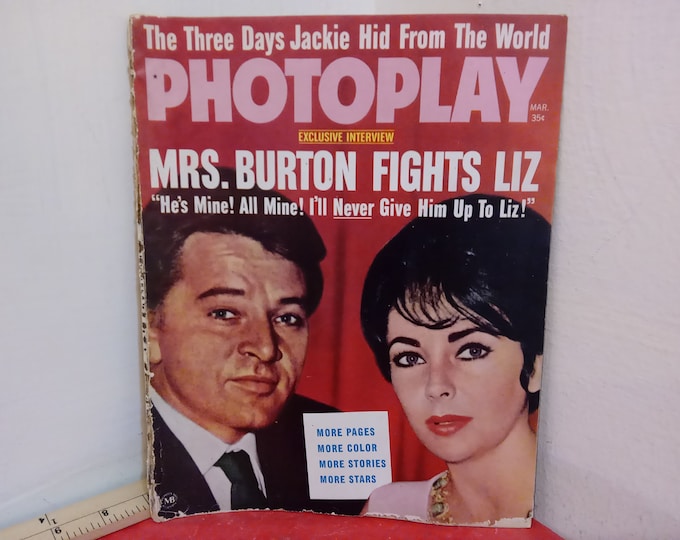 The Three Days Jackie Hid From The World
PHOTOPLAY
MAR.
35¢
EXCLUSIVE INTERVIEW
MRS. BURTON FIGHTS LIZ
"He's Mine! All Mine! I'll Never Give Him Up To Liz!"
MORE PAGES
MORE COLOR
MORE STORIES
MORE STARS
MB